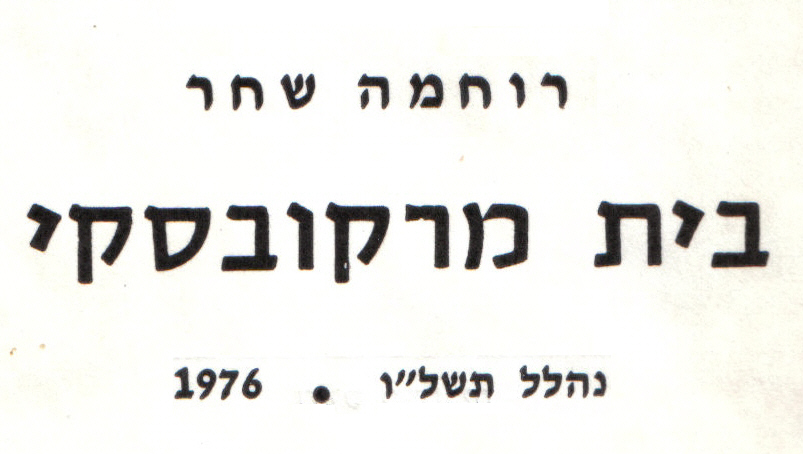 רוחמה שחר
בית מרקובסקי
נהלל תשל״ו • 1976